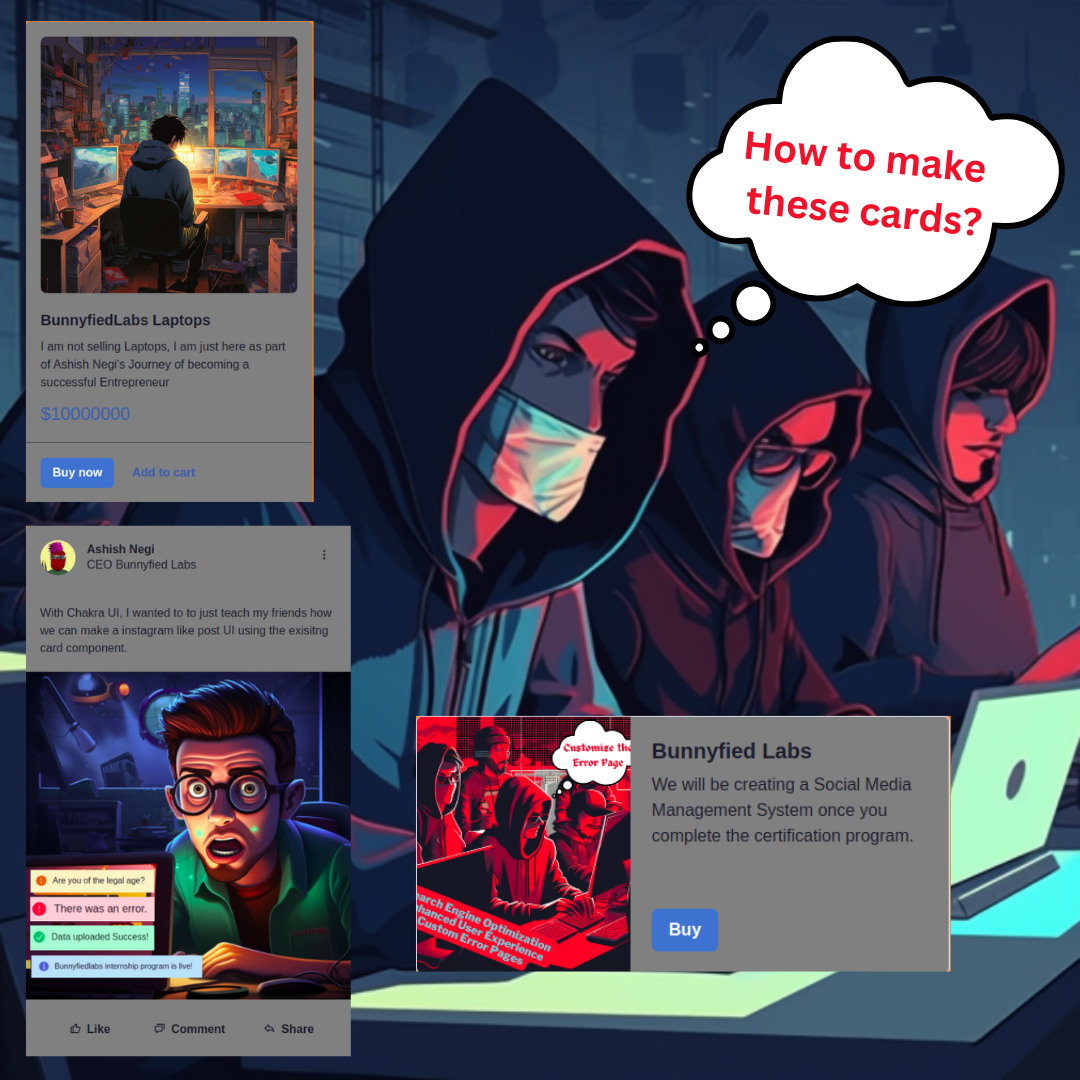 How to make
these cards?
BunnyfiedLabs Laptops
I am not selling Laptops, I am just here as part
of Ashish Negi's Journey of becoming a
successful Entrepreneur
$10000000
Buy now
Add to cart
Ashish Negi
CEO Bunnyfied Labs
With Chakra UI, I wanted to to just teach my friends how
we can make a instagram like post UI using the exisitng
card component.
Are you of the legal age?
There was an error.
Data uploaded Success!
Bunnyfiedlabs internship program is live!
Like
Comment
Share
Customize the
Error Page
arch Engine Optimization
hanced User Experience
Custom Error Pages
Bunnyfied Labs
We will be creating a Social Media
Management System once you
complete the certification program.
Buy